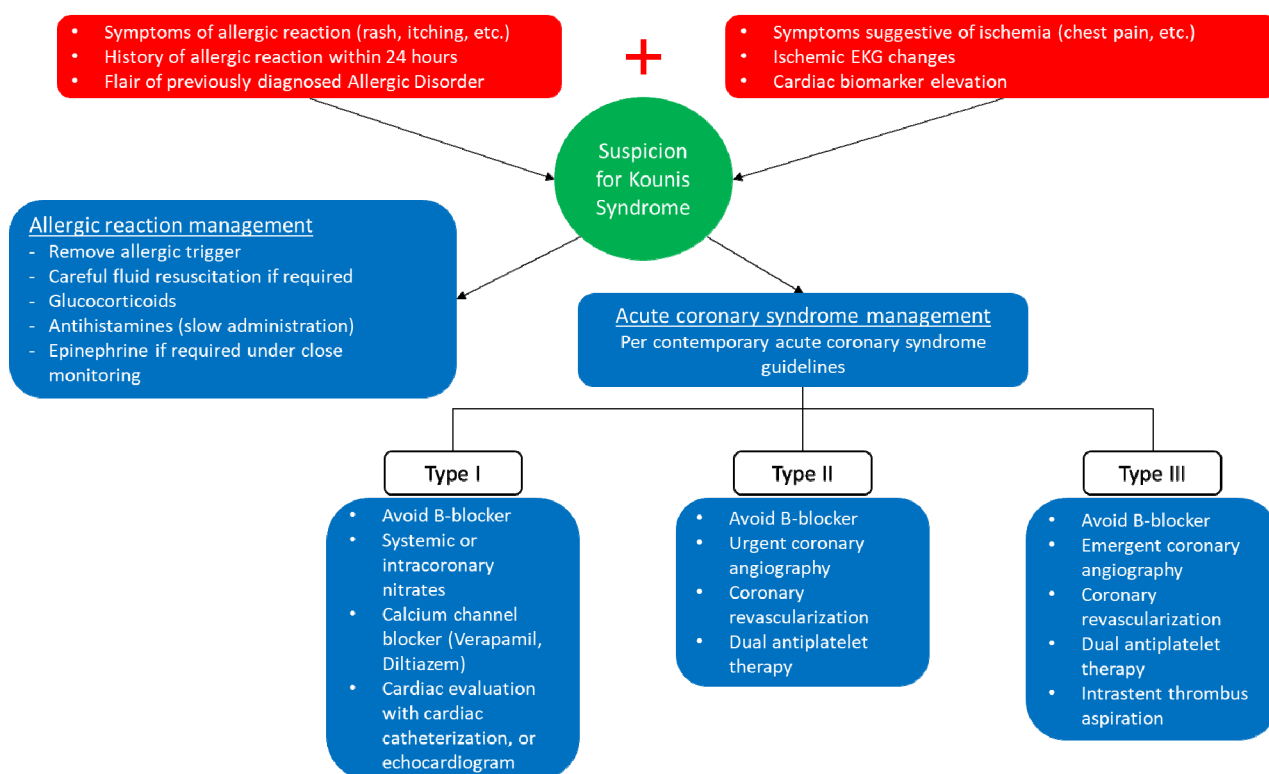 • Symptoms of allergic reaction (rash, itching, etc.)
• History of allergic reaction within 24 hours
• Flair of previously diagnosed Allergic Disorder
+
• Symptoms suggestive of ischemia (chest pain, etc.)
• Ischemic EKG changes
• Cardiac biomarker elevation
Suspicion
for Kounis
Syndrome
Allergic reaction management
- Remove allergic trigger
- Careful fluid resuscitation if required
- Glucocorticoids
- Antihistamines (slow administration)
- Epinephrine if required under close
monitoring
Acute coronary syndrome management
Per contemporary acute coronary syndrome
guidelines
Type I
• Avoid B-blocker
• Systemic or
intracoronary
nitrates
• Calcium channel
blocker (Verapamil,
Diltiazem)
• Cardiac evaluation
with cardiac
catheterization, or
echocardiogram
Type II
• Avoid B-blocker
• Urgent coronary
angiography
• Coronary
revascularization
• Dual antiplatelet
therapy
Type III
• Avoid B-blocker
• Emergent coronary
angiography
• Coronary
revascularization
• Dual antiplatelet
therapy
• Intrastent thrombus
aspiration